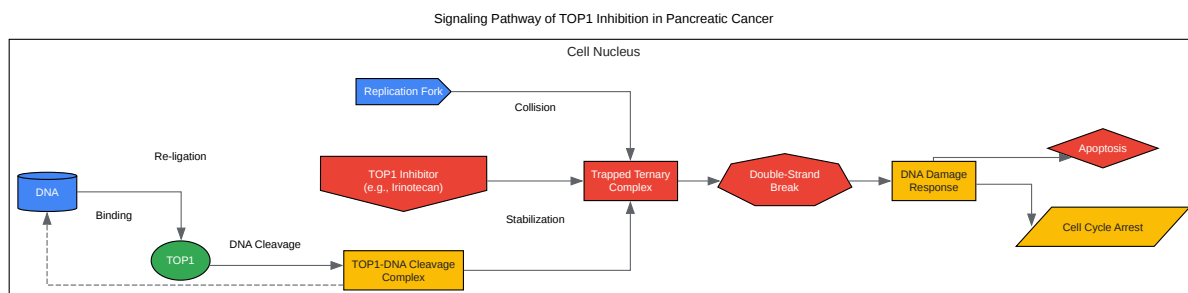 Signaling Pathway of TOP1 Inhibition in Pancreatic Cancer
Cell Nucleus
Replication Fork
Collision
Re-ligation
TOP1 Inhibitor
(e.g., Irinotecan)
Trapped Ternary
Complex
Double-Strand
Break
DNA Damage
Response
Apoptosis
DNA
Binding
Stabilization
Cell Cycle Arrest
DNA Cleavage
TOP1
TOP1-DNA Cleavage
Complex